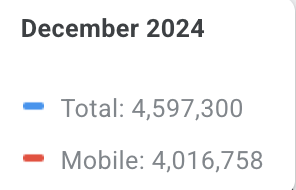 December 2024
Total: 4,597,300
Mobile: 4,016,758